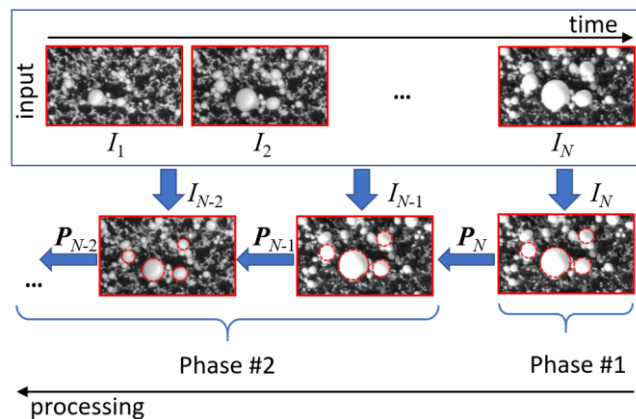 time
input
...
I1 I2 IN
IN-2 IN-1 IN
PN-2 PN-1 PN
...
Phase #2 Phase #1
processing